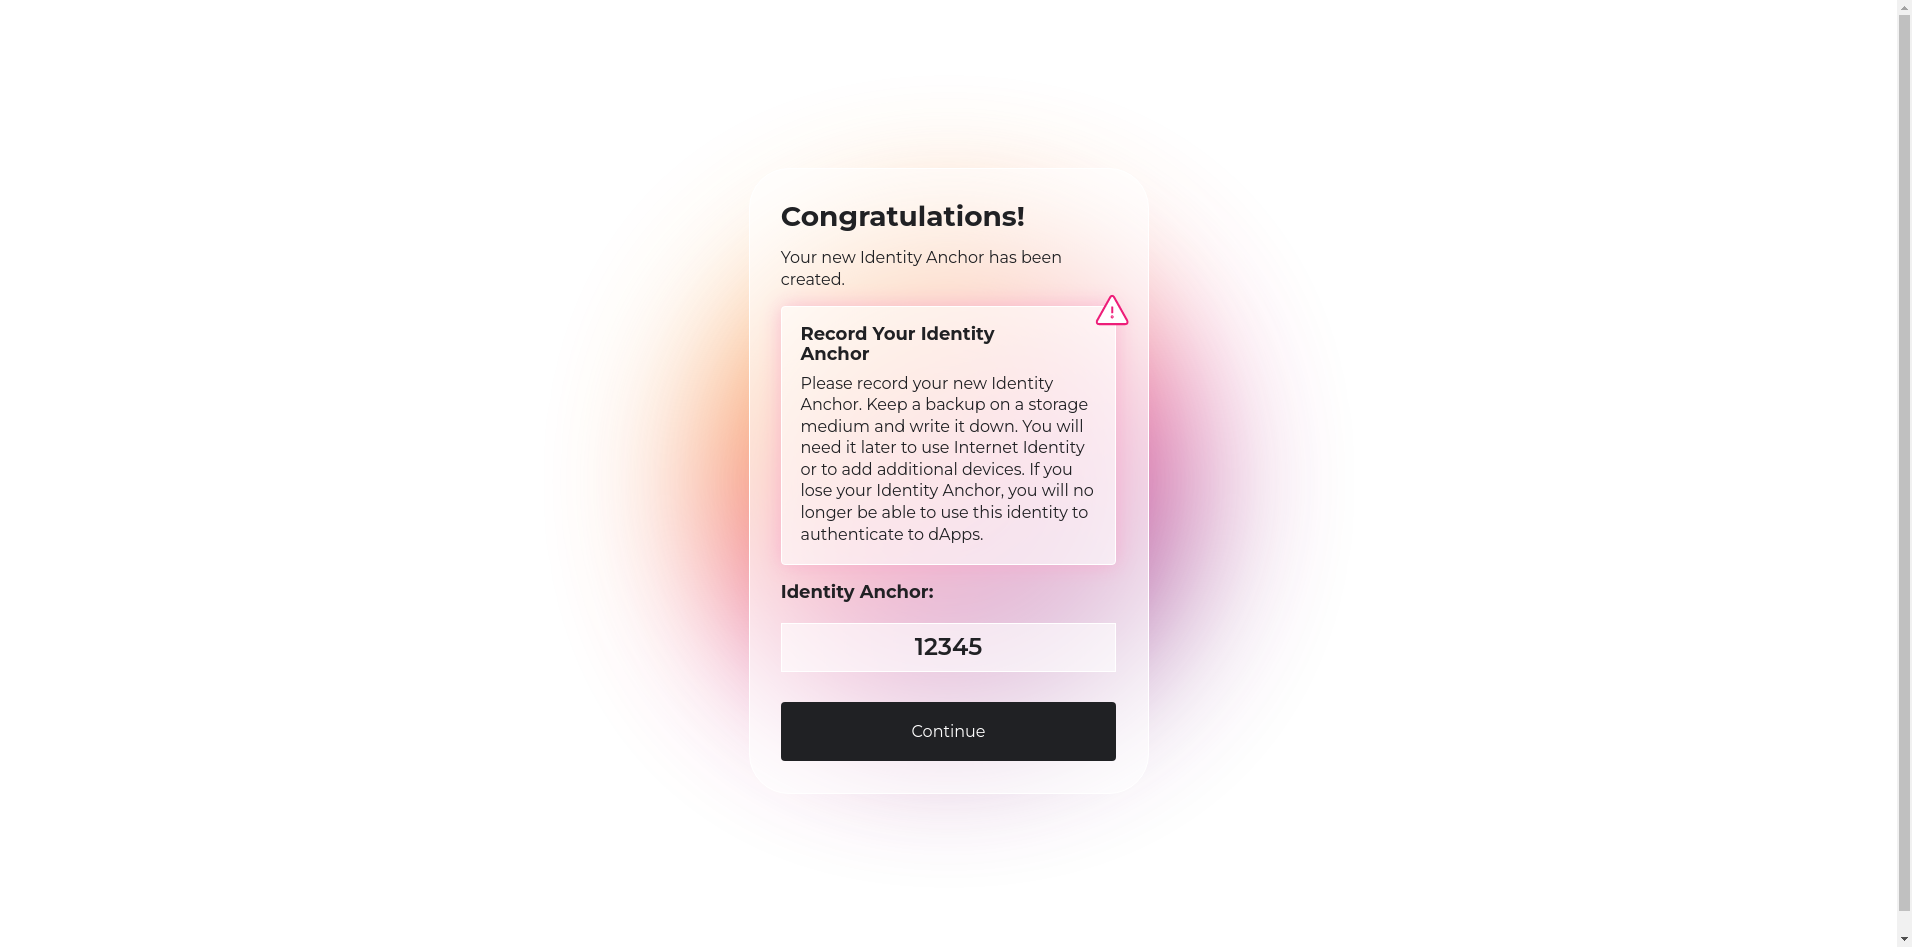 Congratulations!
Your new Identity Anchor has been
created.
Record Your Identity
Anchor
Please record your new Identity
Anchor. Keep a backup on a storage
medium and write it down. You will
need it later to use Internet Identity
or to add additional devices. If you
lose your Identity Anchor, you will no
longer be able to use this identity to
authenticate to dApps.
Identity Anchor:
12345
Continue